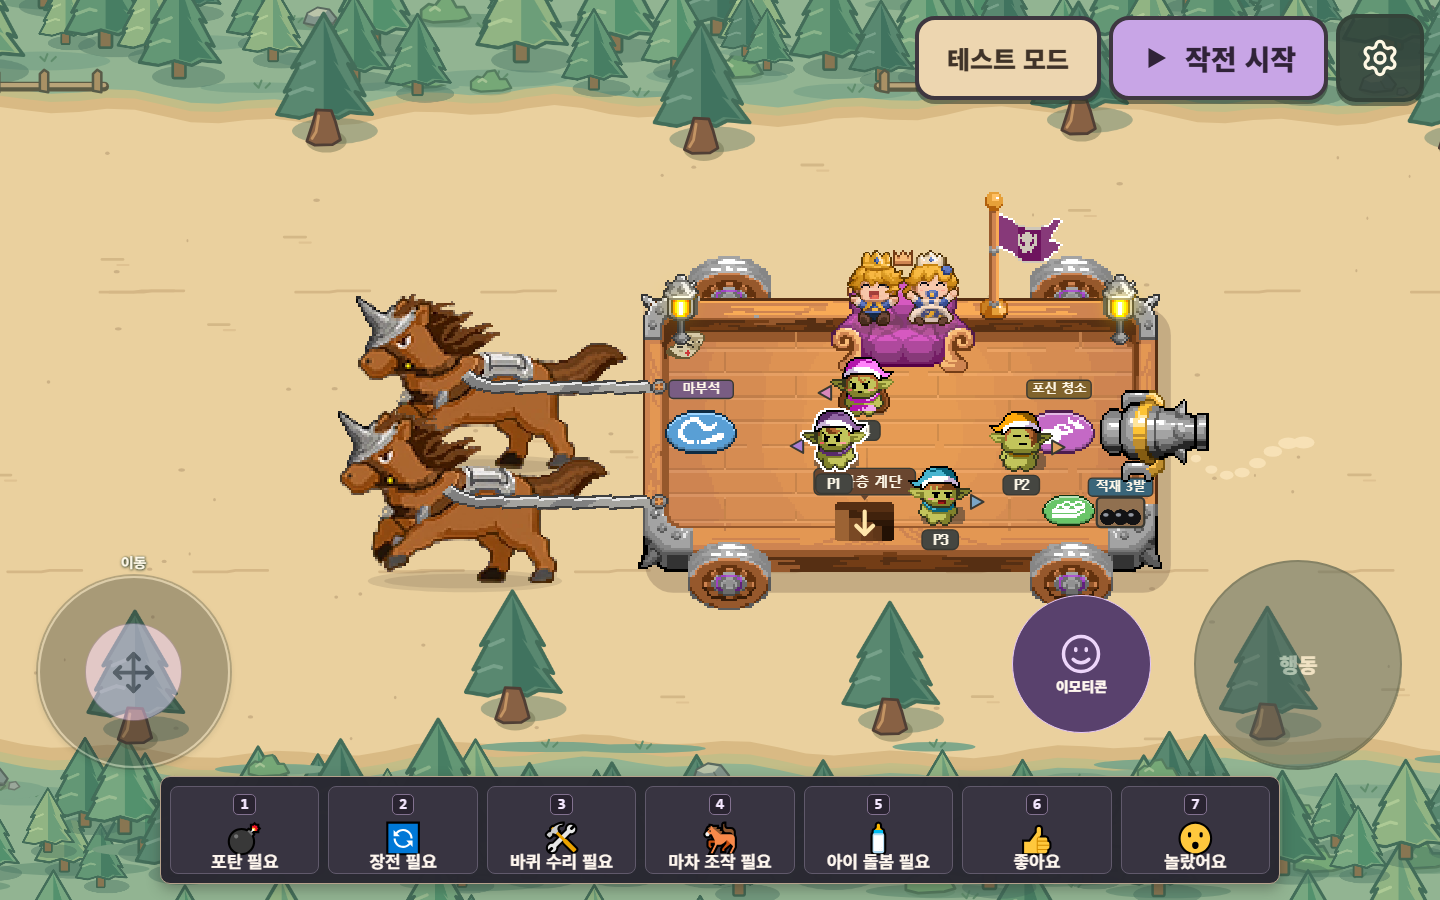 테스트 모드
작전 시작
마부석
포신 청소
P1
층 계단
P2
적재 3발
P3
이동
이모티콘
행동
1
포탄 필요
2
장전 필요
3
바퀴 수리 필요
4
마차 조작 필요
5
아이 돌봄 필요
6
좋아요
7
놀랐어요